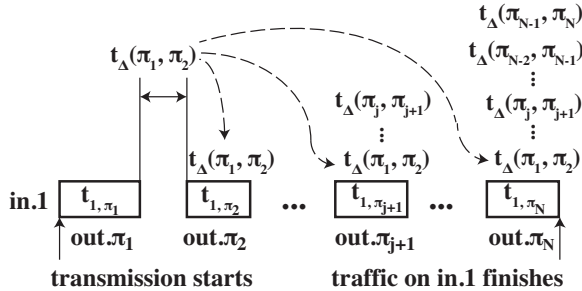 t_Δ(π_{N-1}, π_N)
t_Δ(π_1, π_2)
t_Δ(π_{N-2}, π_{N-1})
⋮
t_Δ(π_j, π_{j+1})
t_Δ(π_j, π_{j+1})
⋮
⋮
t_Δ(π_1, π_2)
t_Δ(π_1, π_2)
t_Δ(π_1, π_2)
in.1
t_{1,π_1}
t_{1,π_2}
...
t_{1,π_{j+1}}
...
t_{1,π_N}
out.π_1
out.π_2
out.π_{j+1}
out.π_N
transmission starts
traffic on in.1 finishes